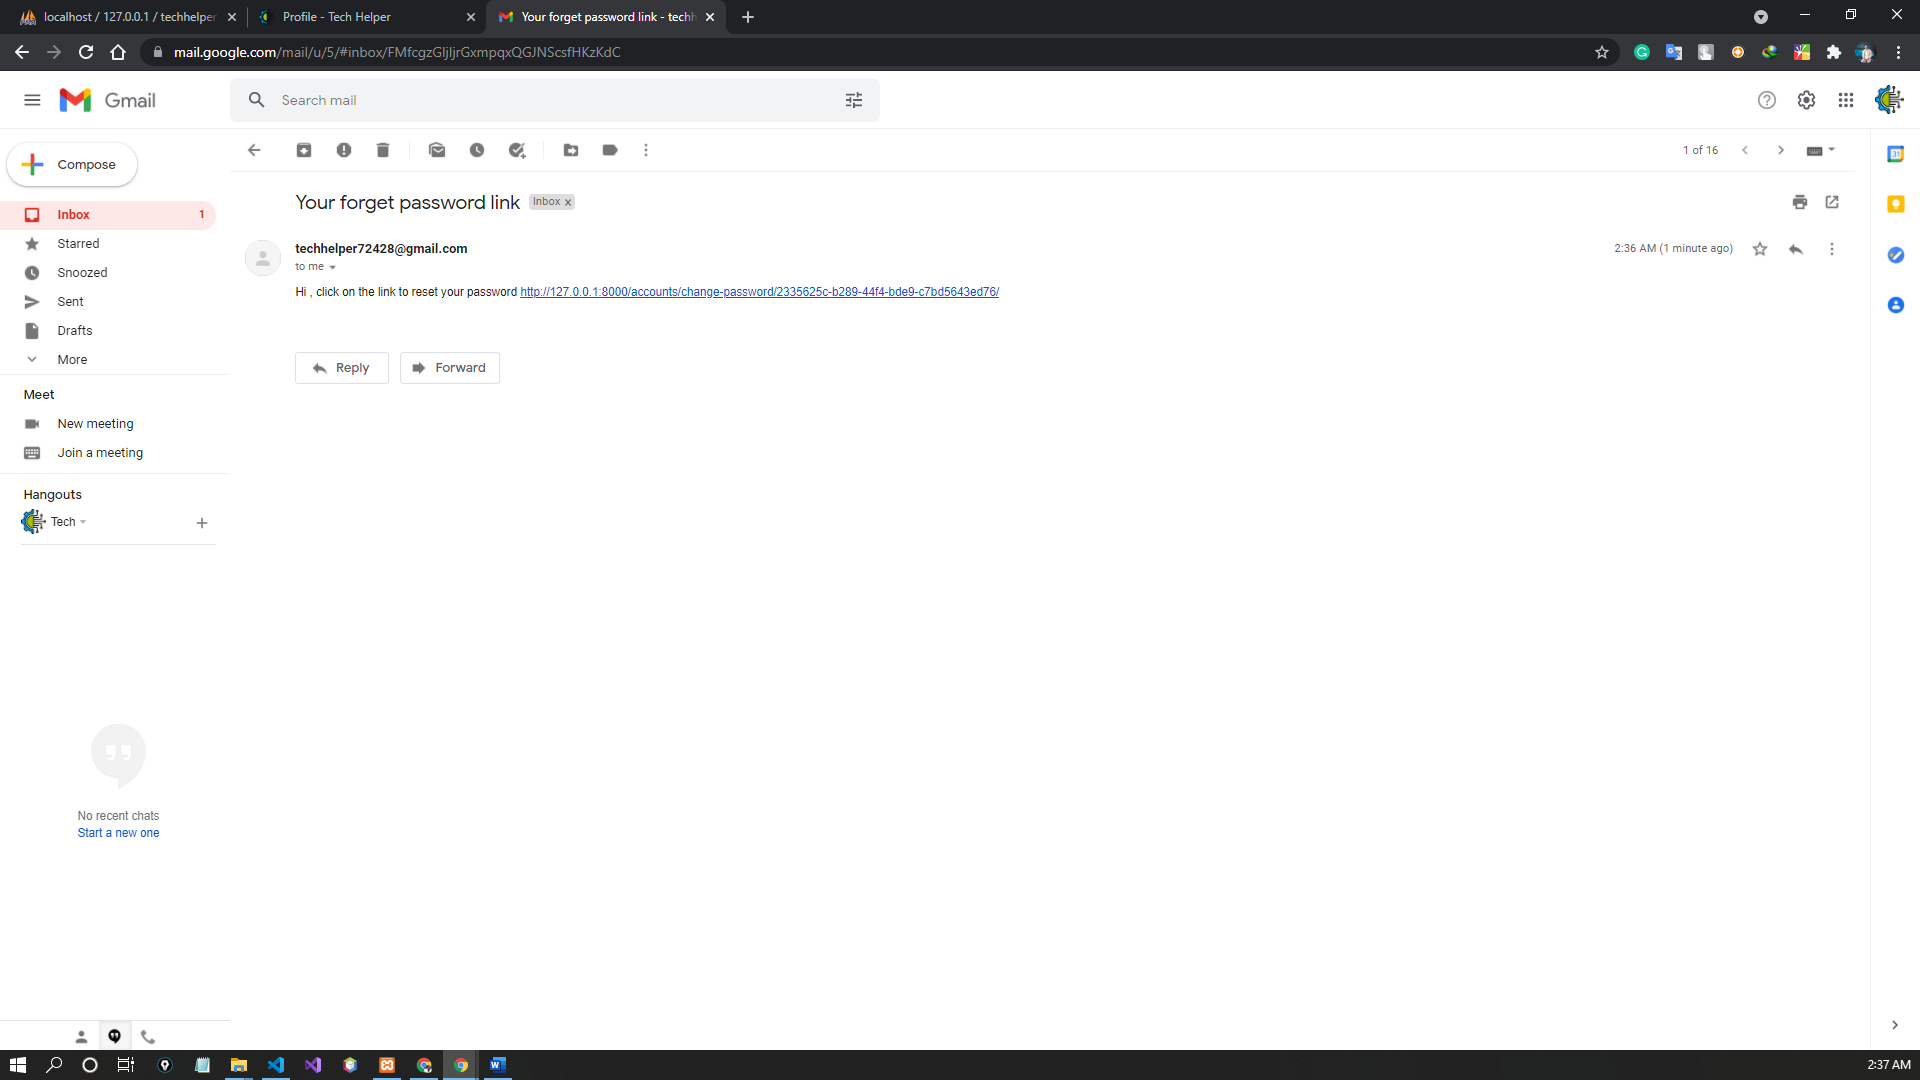 localhost / 127.0.0.1 / techhelper
Profile - Tech Helper
Your forget password link - techh
mail.google.com/mail/u/5/#inbox/FMfcgzGljljrGxmpqxQGJNScsfHKzKdC
Gmail
Search mail
Compose
1 of 16
Inbox 1
Starred
Snoozed
Sent
Drafts
More
Your forget password link Inbox x
techhelper72428@gmail.com
2:36 AM (1 minute ago)
to me
Hi , click on the link to reset your password http://127.0.0.1:8000/accounts/change-password/2335625c-b289-44f4-bde9-c7bd5643ed76/
Reply
Forward
Meet
New meeting
Join a meeting
Hangouts
Tech
No recent chats
Start a new one
31
2:37 AM